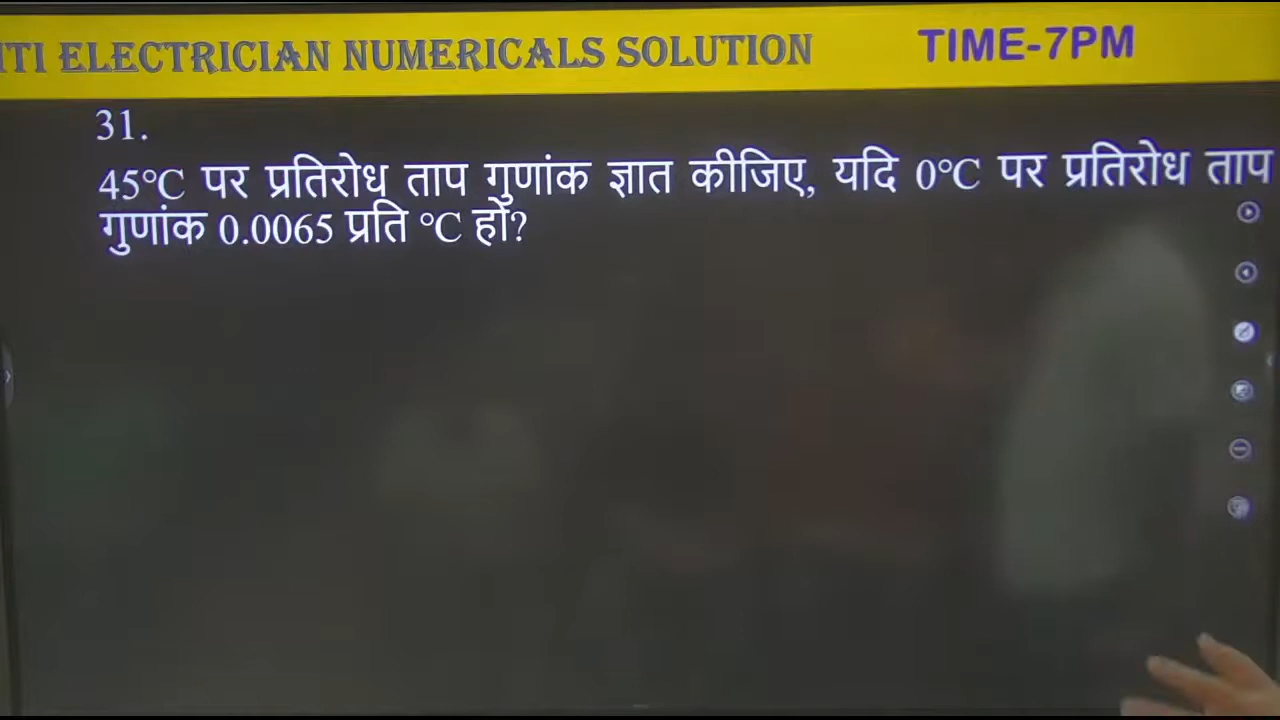 ITI ELECTRICIAN NUMERICALS SOLUTION TIME-7PM
31.
45°C पर प्रतिरोध ताप गुणांक ज्ञात कीजिए, यदि 0°C पर प्रतिरोध ताप
गुणांक 0.0065 प्रति °C हो?